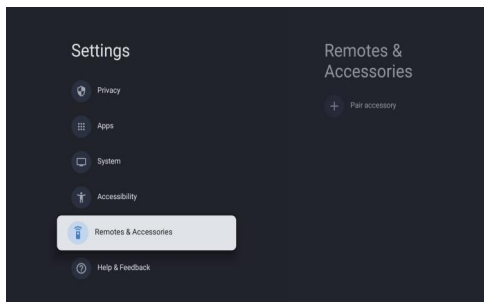 Settings
Privacy
Apps
System
Accessibility
Remotes & Accessories
Help & Feedback
Remotes &
Accessories
Pair accessory